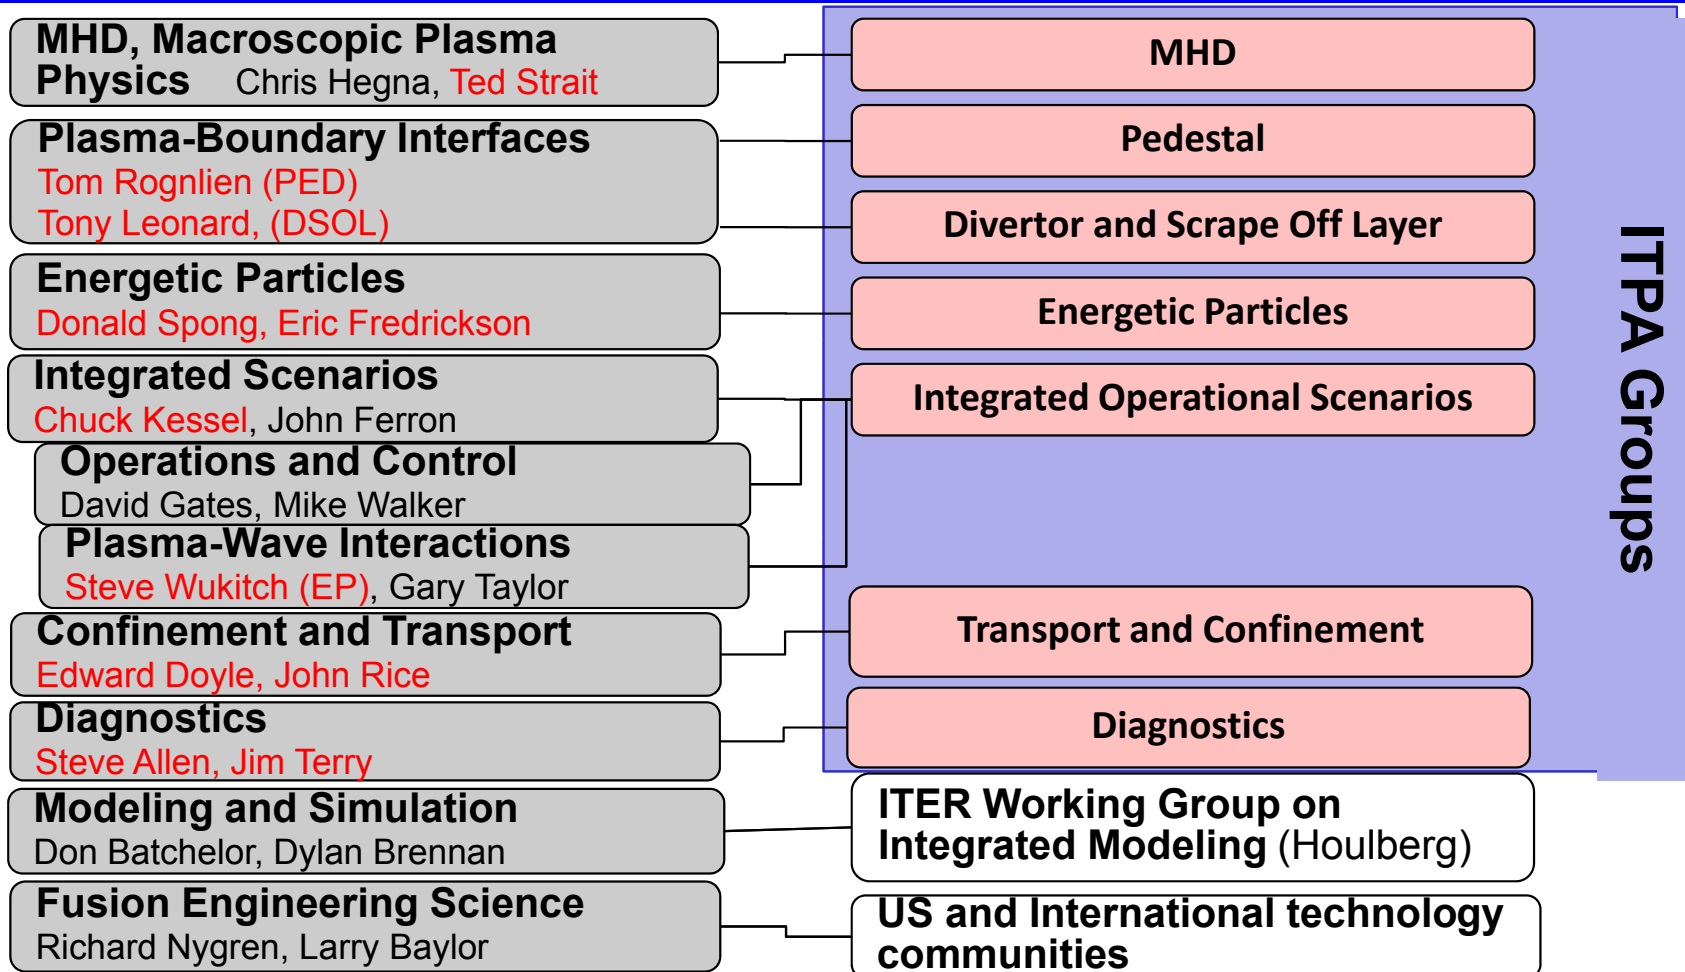 MHD, Macroscopic Plasma
Physics Chris Hegna, Ted Strait
MHD
Plasma-Boundary Interfaces
Tom Rognlien (PED)
Tony Leonard, (DSOL)
Pedestal
Divertor and Scrape Off Layer
Energetic Particles
Donald Spong, Eric Fredrickson
Energetic Particles
Integrated Scenarios
Chuck Kessel, John Ferron
Integrated Operational Scenarios
Operations and Control
David Gates, Mike Walker
Plasma-Wave Interactions
Steve Wukitch (EP), Gary Taylor
Confinement and Transport
Edward Doyle, John Rice
Transport and Confinement
Diagnostics
Steve Allen, Jim Terry
Diagnostics
ITPA Groups
Modeling and Simulation
Don Batchelor, Dylan Brennan
ITER Working Group on
Integrated Modeling (Houlberg)
Fusion Engineering Science
Richard Nygren, Larry Baylor
US and International technology
communities